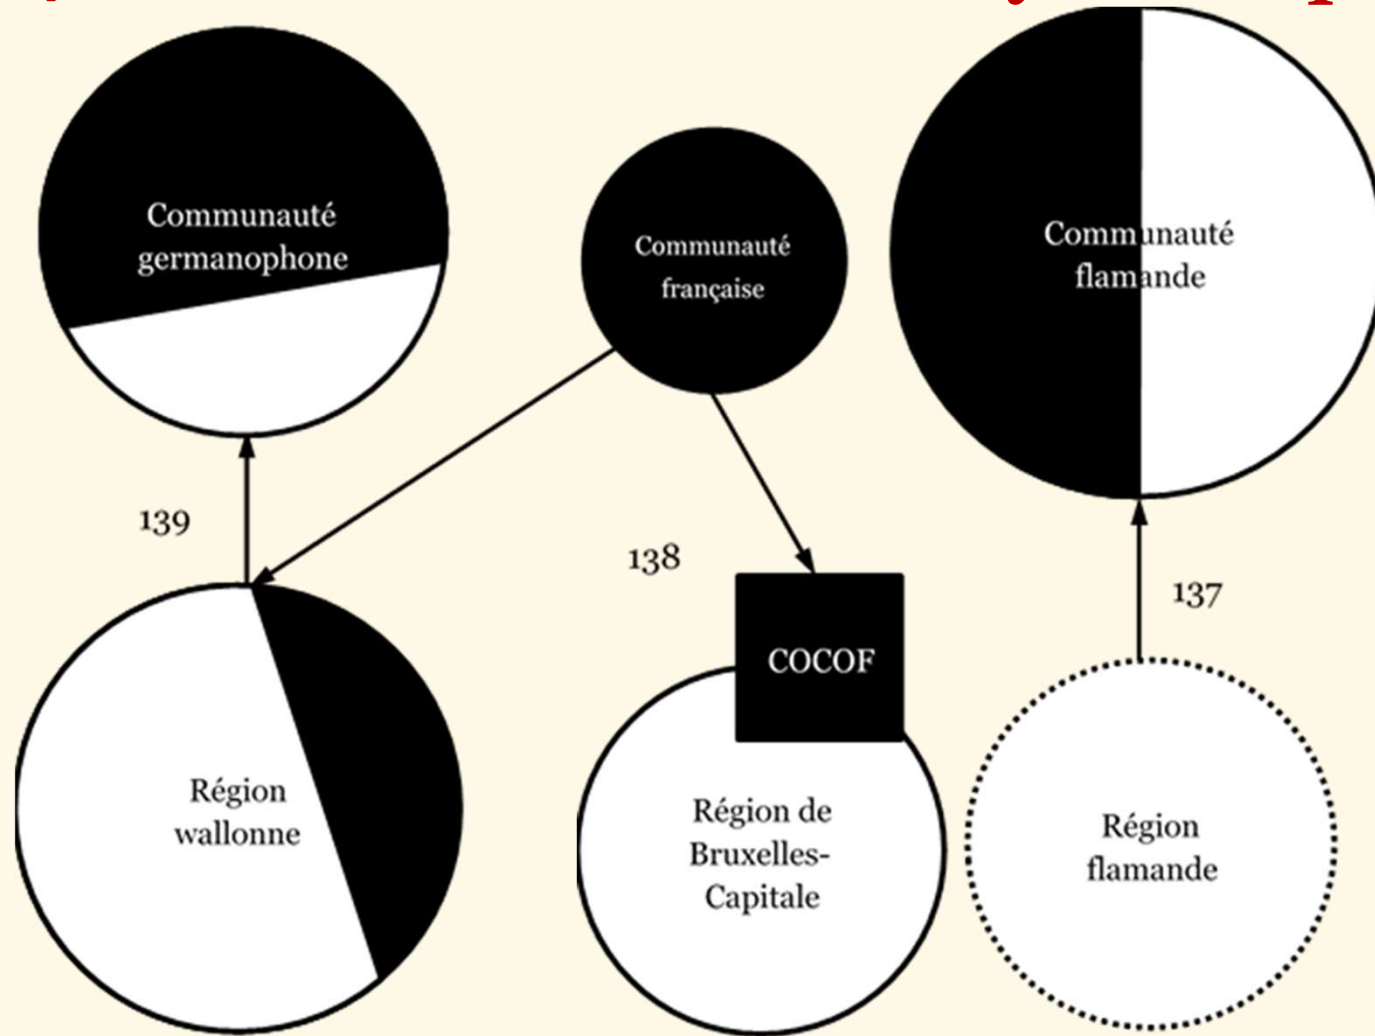 Communauté
germanophone
Communauté
française
Communauté
flamande
139
138
137
COCOF
Région
wallonne
Région de
Bruxelles-
Capitale
Région
flamande